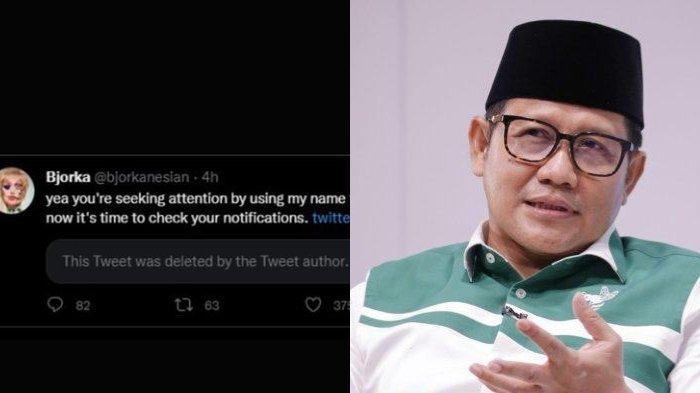 Bjorka @bjorkanesian · 4h
yea you're seeking attention by using my name
now it's time to check your notifications. twitte
This Tweet was deleted by the Tweet author.
82 63 375